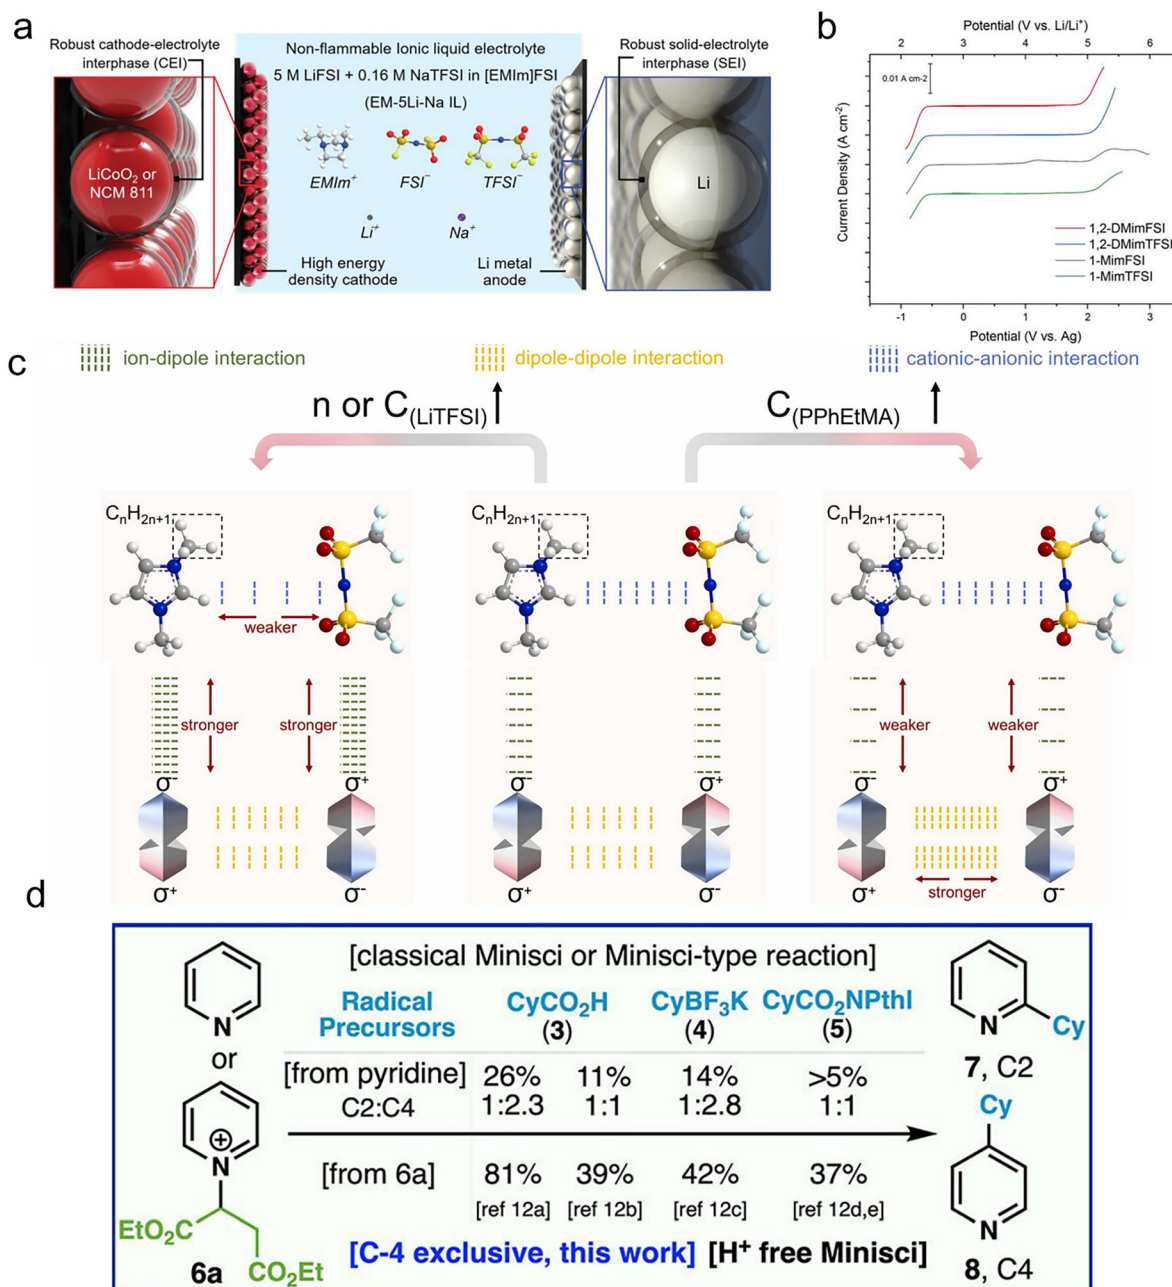 a
Robust cathode-electrolyte
interphase (CEI)
LiCoO₂ or
NCM 811
Non-flammable Ionic liquid electrolyte
5 M LiFSI + 0.16 M NaTFSI in [EMIm]FSI
(EM-5Li-Na IL)
EMIm⁺ FSI⁻ TFSI⁻
Li⁺ Na⁺
High energy
density cathode
Li metal
anode
Robust solid-electrolyte
interphase (SEI)
Li
b
Potential (V vs. Li/Li⁺)
2 3 4 5 6
0.01 A cm-2
Current Density (A cm⁻²)
1,2-DMimFSI
1,2-DMimTFSI
1-MimFSI
1-MimTFSI
-1 0 1 2 3
Potential (V vs. Ag)
c
ion-dipole interaction
dipole-dipole interaction
cationic-anionic interaction
n or C(LiTFSI)
C(PPhEtMA)
CₙH₂ₙ₊₁
weaker
CₙH₂ₙ₊₁
CₙH₂ₙ₊₁
stronger stronger
weaker weaker
σ⁻ σ⁺ σ⁻ σ⁺ σ⁻ σ⁺
σ⁺ σ⁻ σ⁺ σ⁻ σ⁺ σ⁻
stronger
d
[classical Minisci or Minisci-type reaction]
Radical
Precursors
CyCO₂H
(3)
CyBF₃K
(4)
CyCO₂NPthl
(5)
[from pyridine] 26% 11% 14% >5%
C2:C4 1:2.3 1:1 1:2.8 1:1
[from 6a] 81% 39% 42% 37%
[ref 12a] [ref 12b] [ref 12c] [ref 12d,e]
[C-4 exclusive, this work] [H⁺ free Minisci]
N
or
N
+
EtO₂C
CO₂Et
6a
N
Cy
7, C2
Cy
N
8, C4